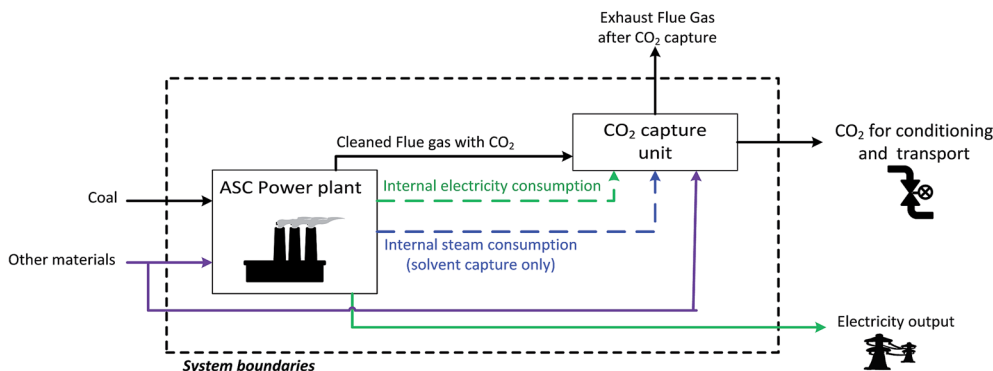 Exhaust Flue Gas
after CO₂ capture
CO₂ capture
unit
Cleaned Flue gas with CO₂
CO₂ for conditioning
and transport
ASC Power plant
Internal electricity consumption
Coal
Internal steam consumption
(solvent capture only)
Other materials
Electricity output
System boundaries